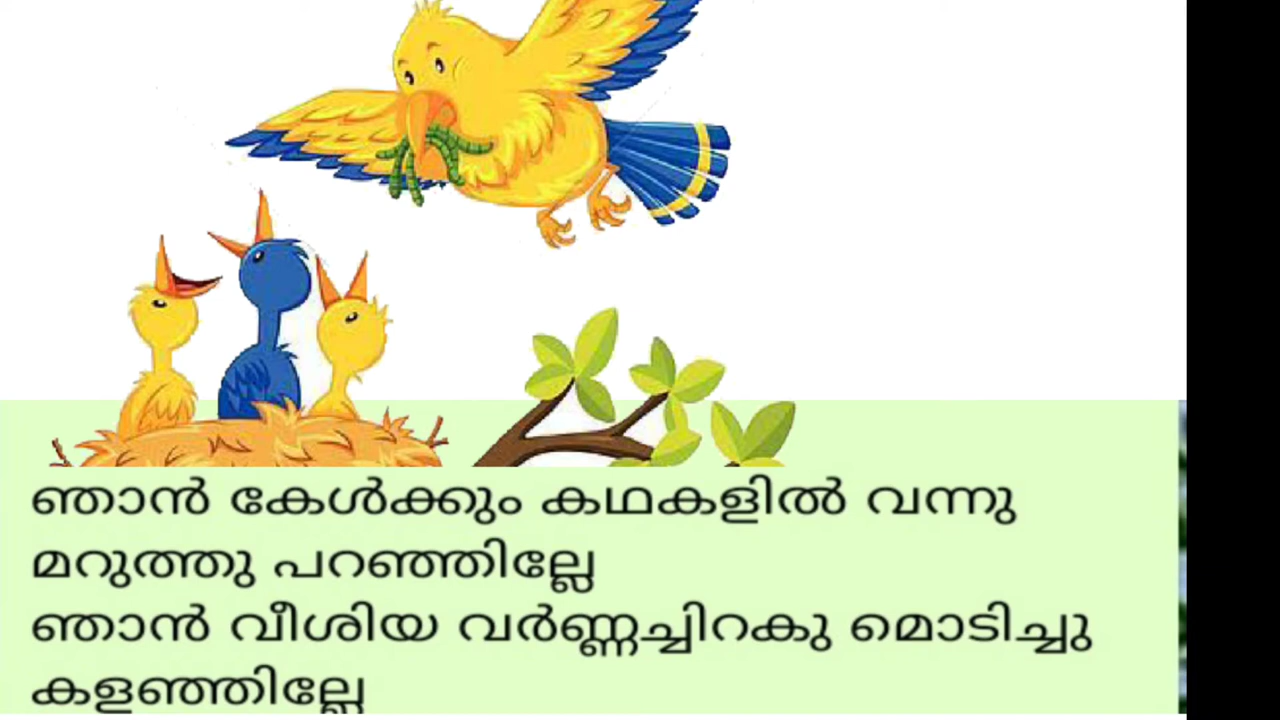 ഞാൻ കേൾക്കും കഥകളിൽ വന്നു
മറുത്തു പറഞ്ഞില്ലേ
ഞാൻ വീശിയ വർണ്ണച്ചിറകു മൊടിച്ചു
കളഞ്ഞില്ലേ